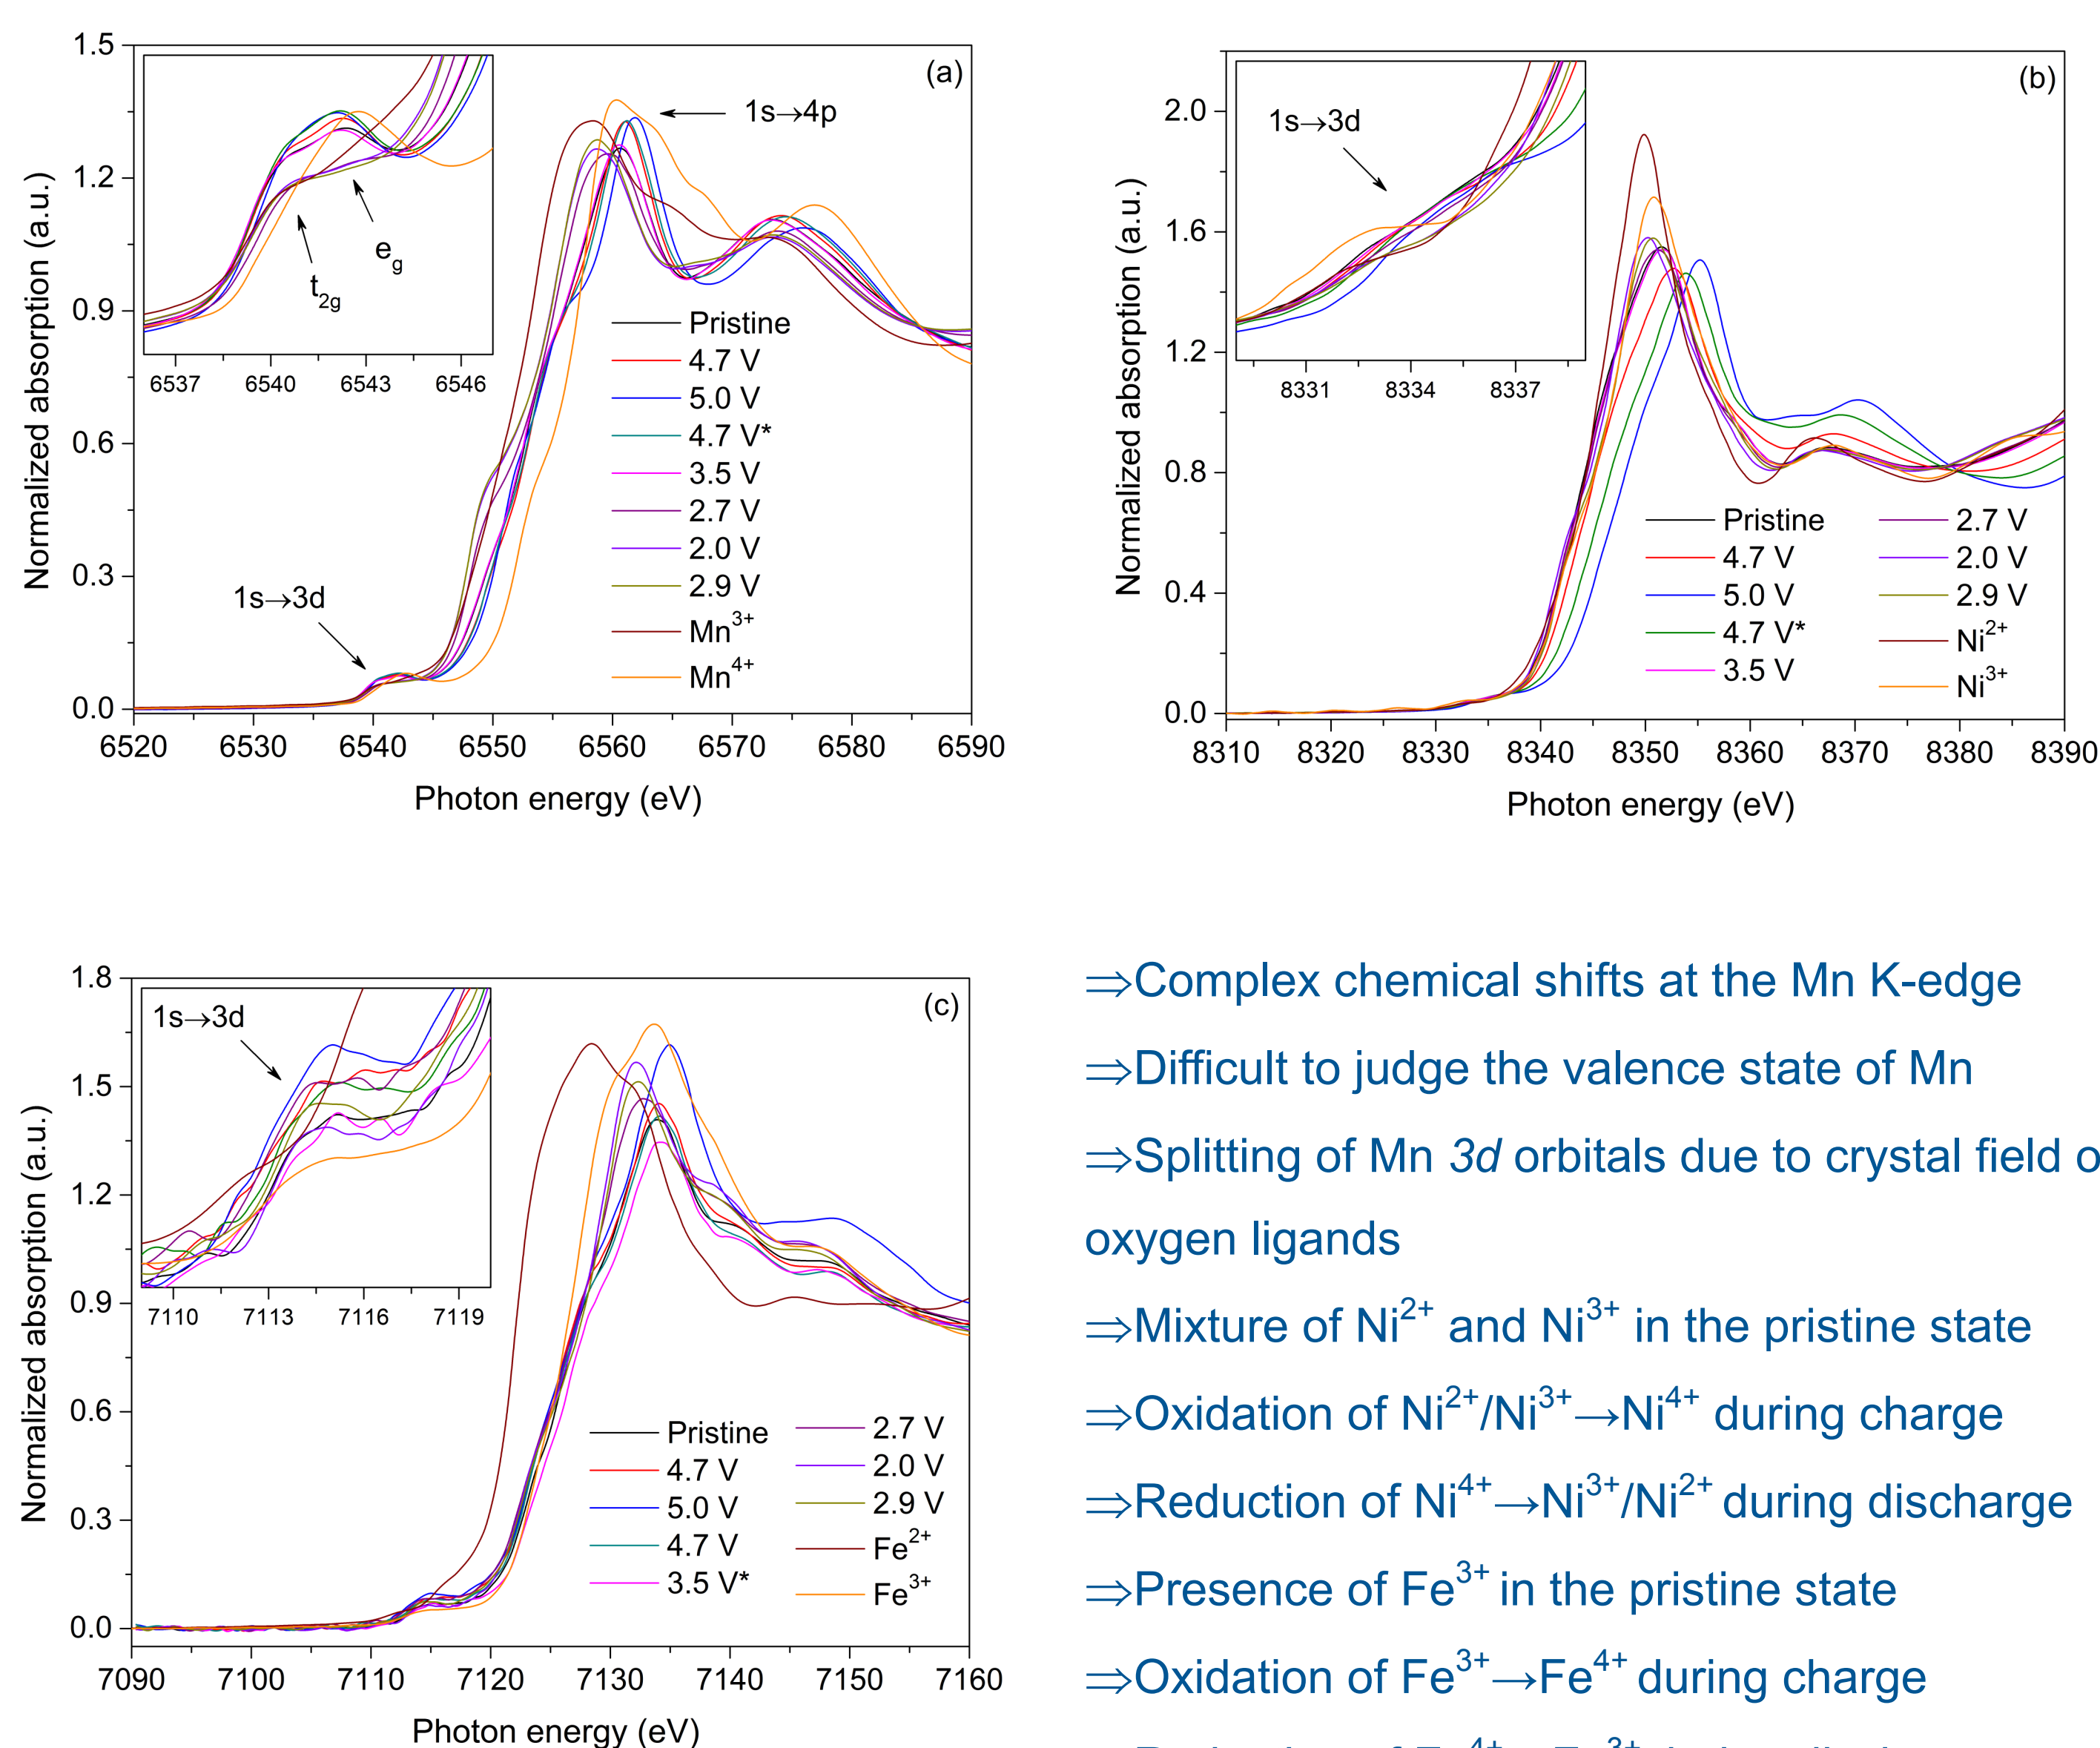 (a)
Normalized absorption (a.u.)
1.5
1.2
0.9
0.6
0.3
0.0
6520 6530 6540 6550 6560 6570 6580 6590
Photon energy (eV)
6537 6540 6543 6546
t2g
eg
1s→4p
1s→3d
Pristine
4.7 V
5.0 V
4.7 V*
3.5 V
2.7 V
2.0 V
2.9 V
Mn3+
Mn4+
(b)
Normalized absorption (a.u.)
2.0
1.6
1.2
0.8
0.4
0.0
8310 8320 8330 8340 8350 8360 8370 8380 8390
Photon energy (eV)
1s→3d
8331 8334 8337
Pristine
4.7 V
5.0 V
4.7 V*
3.5 V
2.7 V
2.0 V
2.9 V
Ni2+
Ni3+
(c)
Normalized absorption (a.u.)
1.8
1.5
1.2
0.9
0.6
0.3
0.0
7090 7100 7110 7120 7130 7140 7150 7160
Photon energy (eV)
1s→3d
7110 7113 7116 7119
Pristine
4.7 V
5.0 V
4.7 V
3.5 V*
2.7 V
2.0 V
2.9 V
Fe2+
Fe3+
⇒Complex chemical shifts at the Mn K-edge
⇒Difficult to judge the valence state of Mn
⇒Splitting of Mn 3d orbitals due to crystal field
oxygen ligands
⇒Mixture of Ni2+ and Ni3+ in the pristine state
⇒Oxidation of Ni2+/Ni3+→Ni4+ during charge
⇒Reduction of Ni4+→Ni3+/Ni2+ during discharge
⇒Presence of Fe3+ in the pristine state
⇒Oxidation of Fe3+→Fe4+ during charge